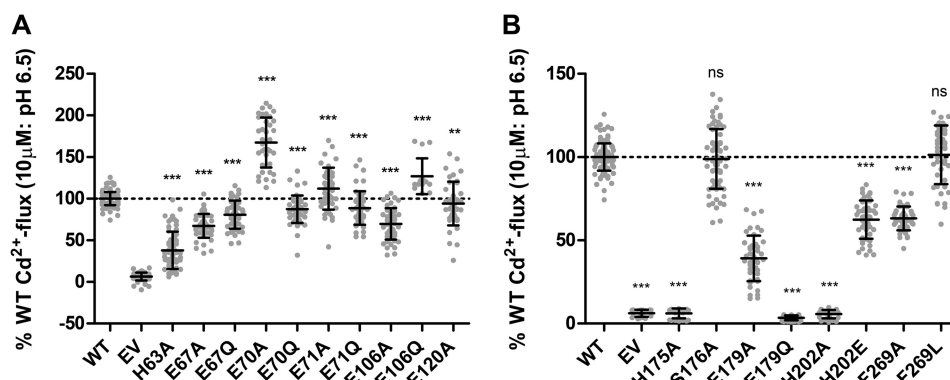 A
% WT Cd2+-flux (10μM: pH 6.5)
250
200
150
100
50
0
-50
***
***
***
***
***
***
***
***
***
**
WT
EV
H63A
E67A
E67Q
E70A
E70Q
E71A
E71Q
E106A
E106Q
E120A
B
% WT Cd2+-flux (10μM: pH 6.5)
150
100
50
0
***
***
ns
***
***
***
***
***
ns
WT
EV
H175A
S176A
E179A
E179Q
H202A
H202E
E269A
E269L